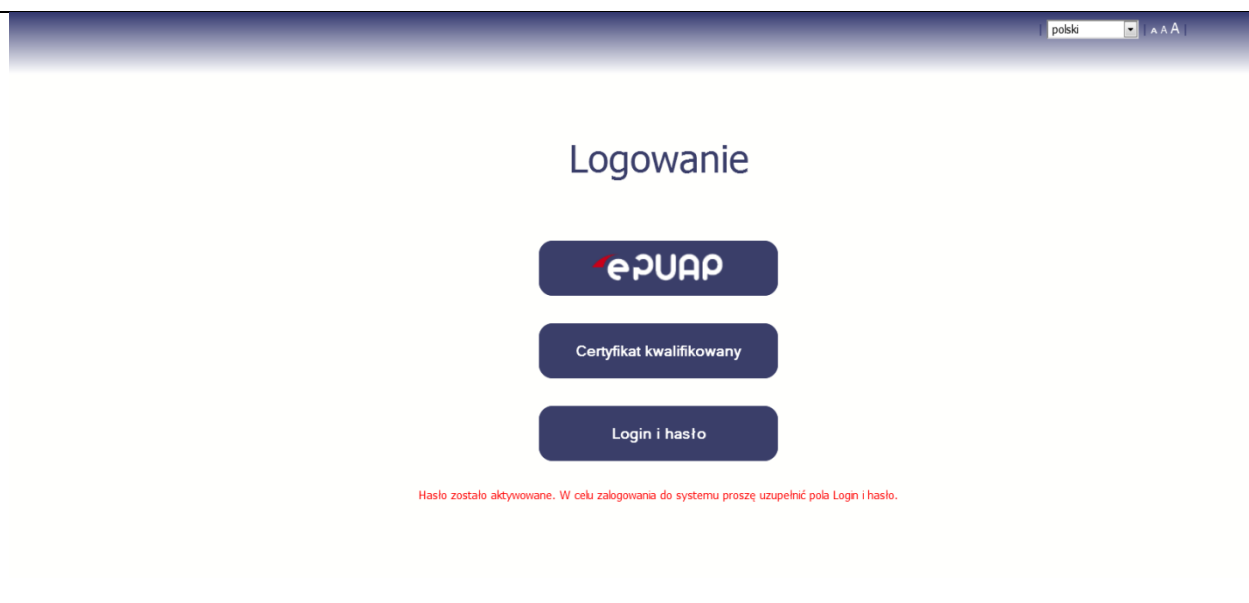 | polski | A A A |
Logowanie
ePUAP
Certyfikat kwalifikowany
Login i hasło
Hasło zostało aktywowane. W celu zalogowania do systemu proszę uzupełnić pola Login i hasło.